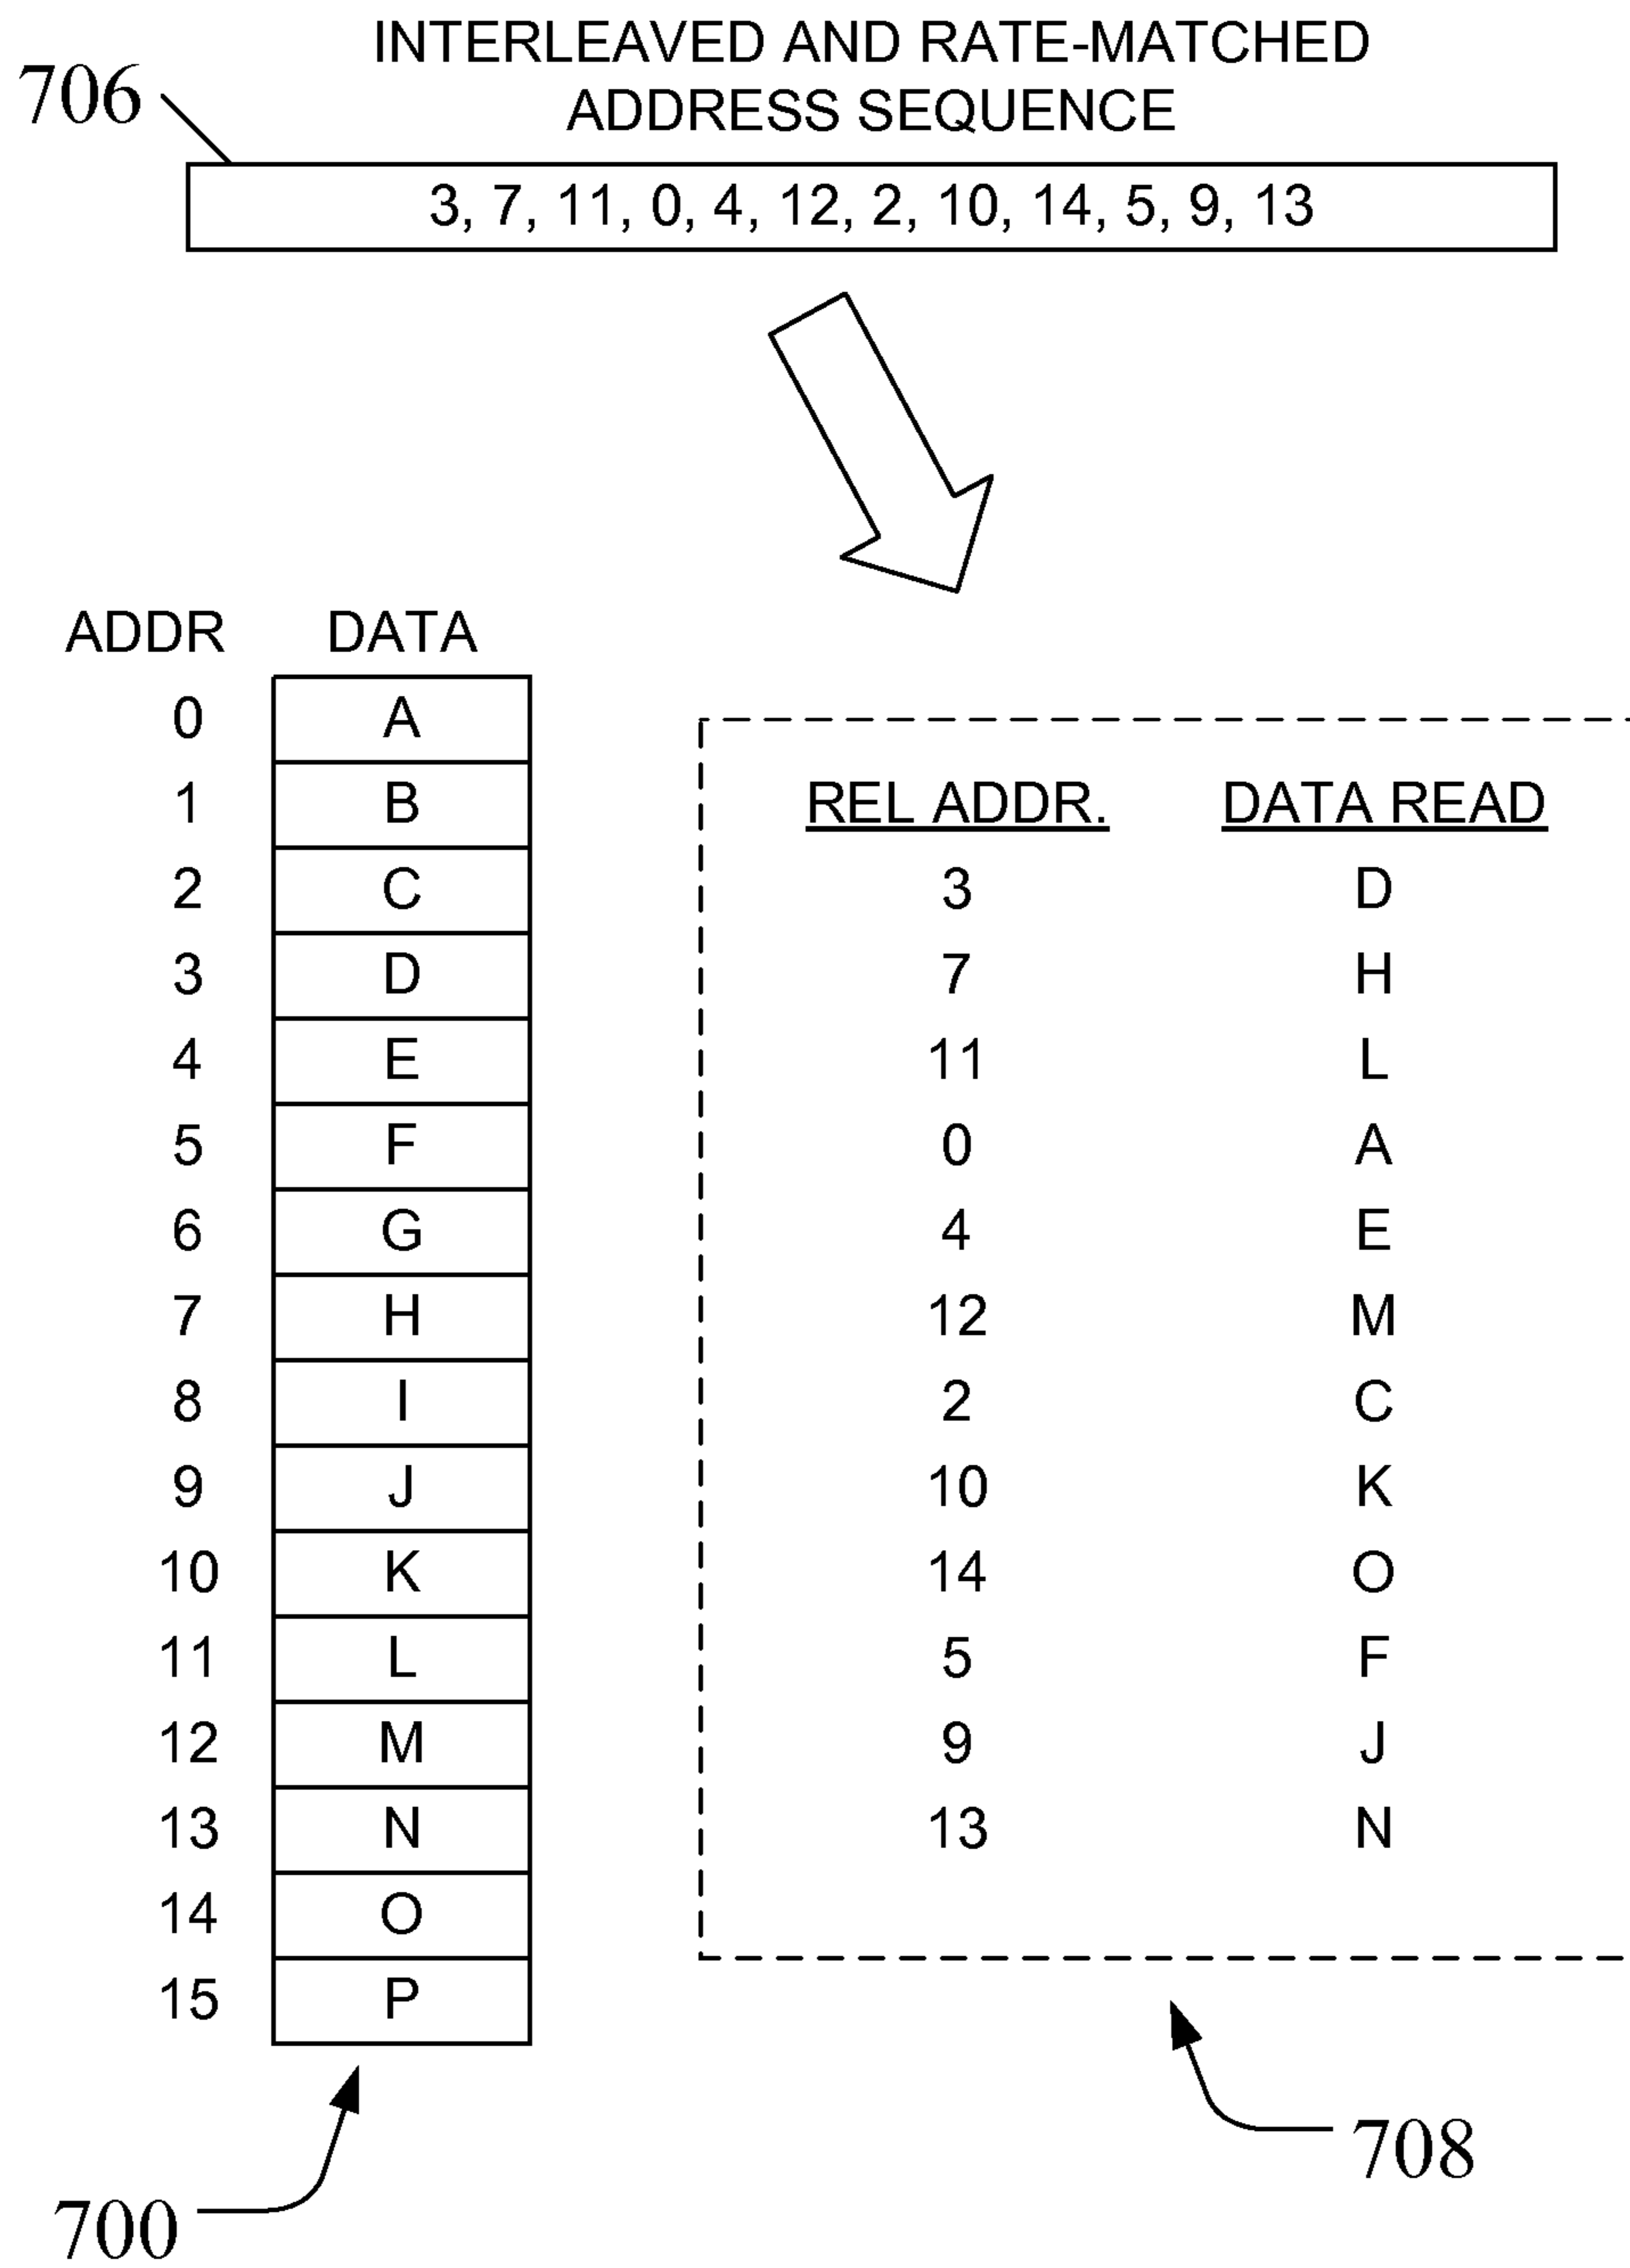 INTERLEAVED AND RATE-MATCHED
706
ADDRESS SEQUENCE
3, 7, 11, 0, 4, 12, 2, 10, 14, 5, 9, 13
ADDR DATA
0 A
1 B
2 C
3 D
4 E
5 F
6 G
7 H
8 I
9 J
10 K
11 L
12 M
13 N
14 O
15 P
700
REL ADDR. DATA READ
3 D
7 H
11 L
0 A
4 E
12 M
2 C
10 K
14 O
5 F
9 J
13 N
708